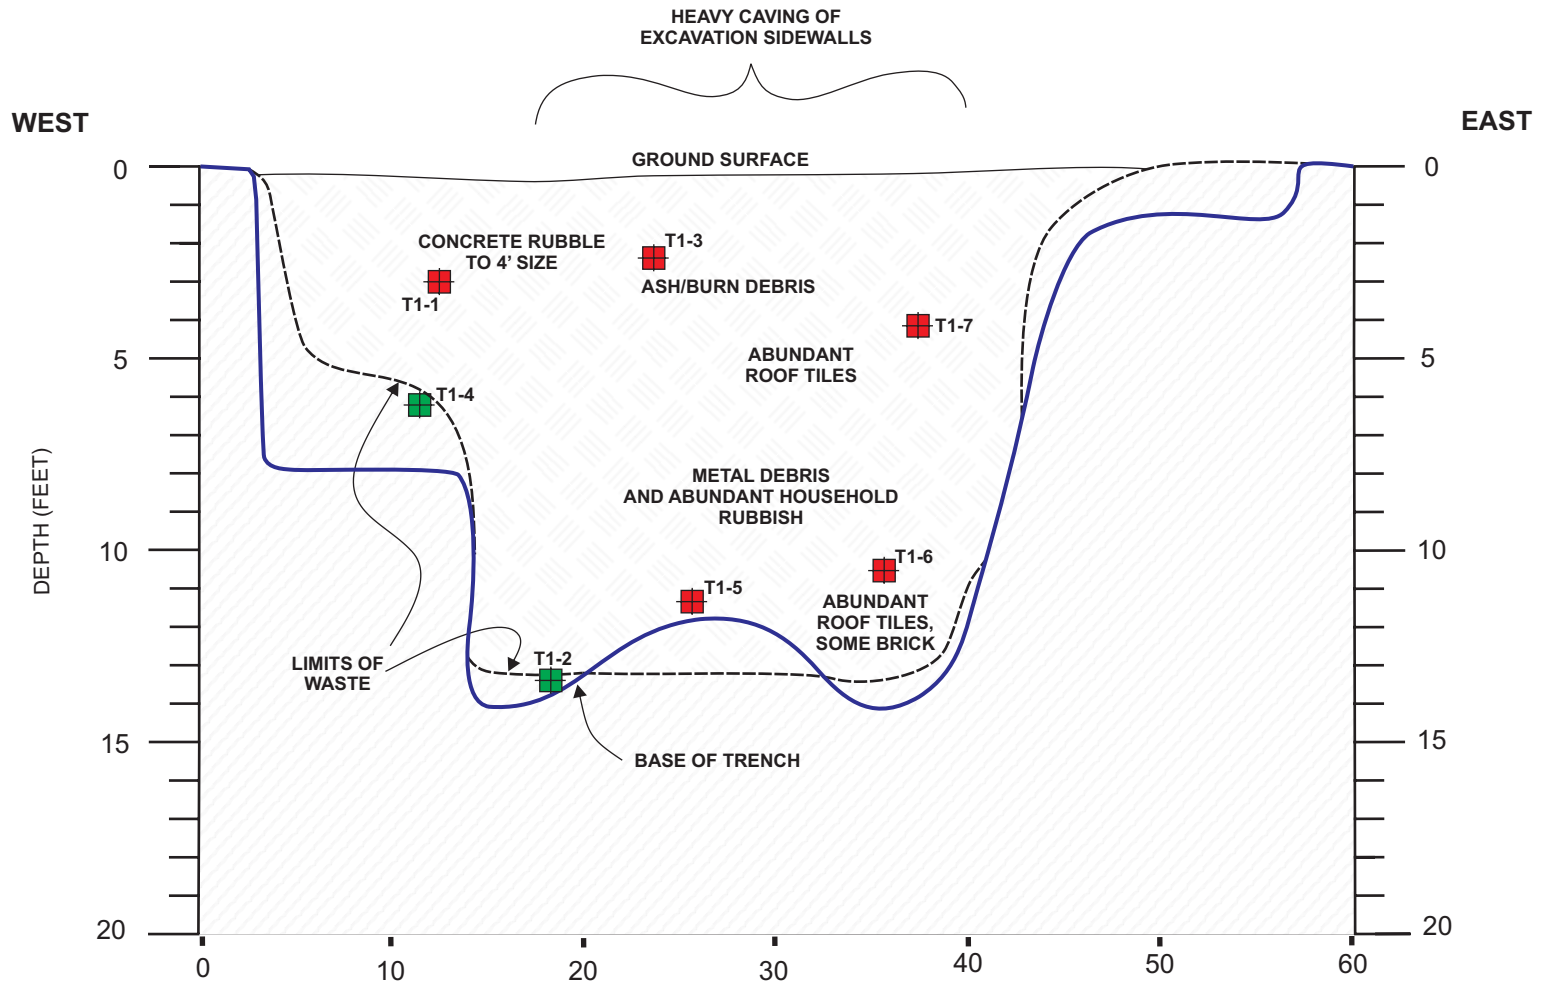 HEAVY CAVING OF
EXCAVATION SIDEWALLS
WEST
EAST
GROUND SURFACE
0
0
CONCRETE RUBBLE
TO 4’ SIZE
T1-3
ASH/BURN DEBRIS
T1-1
T1-7
5
ABUNDANT
ROOF TILES
5
T1-4
METAL DEBRIS
AND ABUNDANT HOUSEHOLD
RUBBISH
DEPTH (FEET)
10
10
T1-6
T1-5
ABUNDANT
ROOF TILES,
SOME BRICK
LIMITS OF
WASTE
T1-2
15
15
BASE OF TRENCH
20
20
0
10
20
30
40
50
60